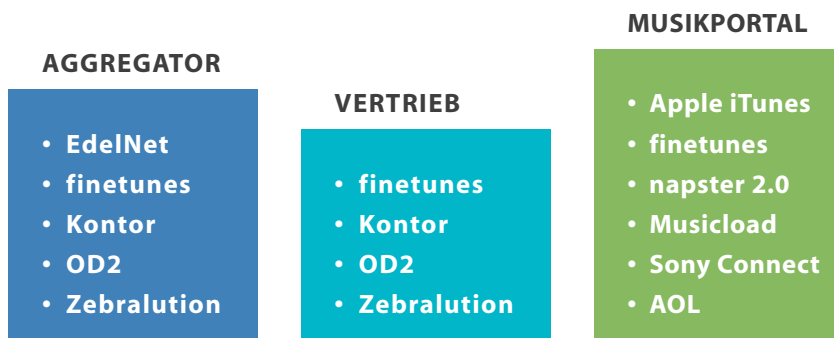 AGGREGATOR
• EdelNet
• finetunes
• Kontor
• OD2
• Zebralution
VERTRIEB
• finetunes
• Kontor
• OD2
• Zebralution
MUSIKPORTAL
• Apple iTunes
• finetunes
• napster 2.0
• Musicload
• Sony Connect
• AOL